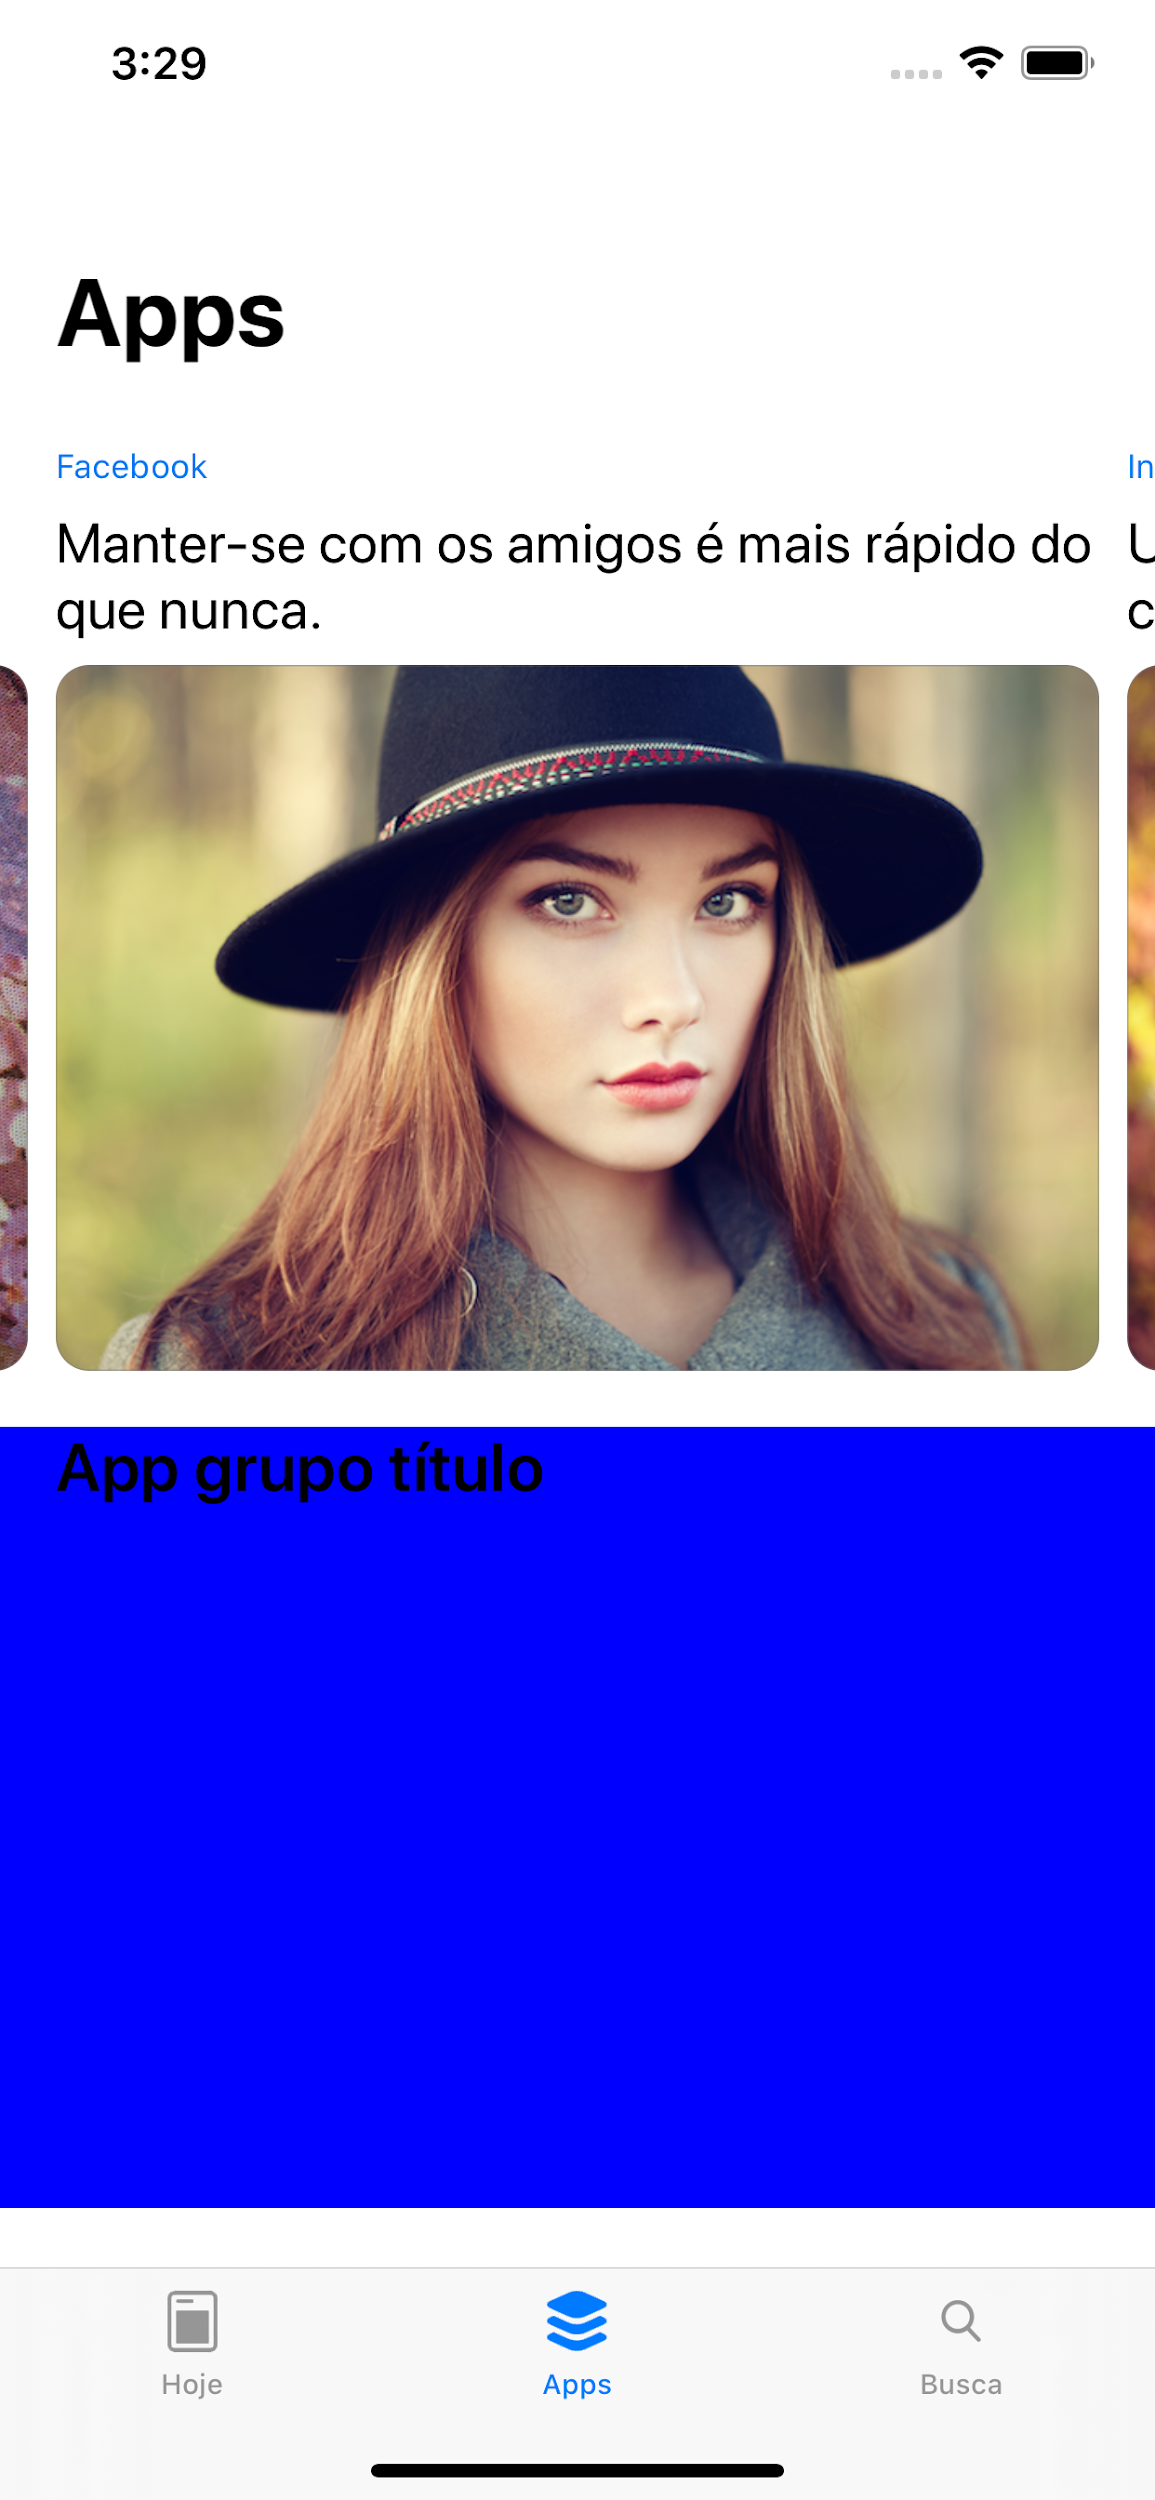 3:29
Apps
Facebook
In
Manter-se com os amigos é mais rápido do
U
que nunca.
c
App grupo título
Hoje
Apps
Busca